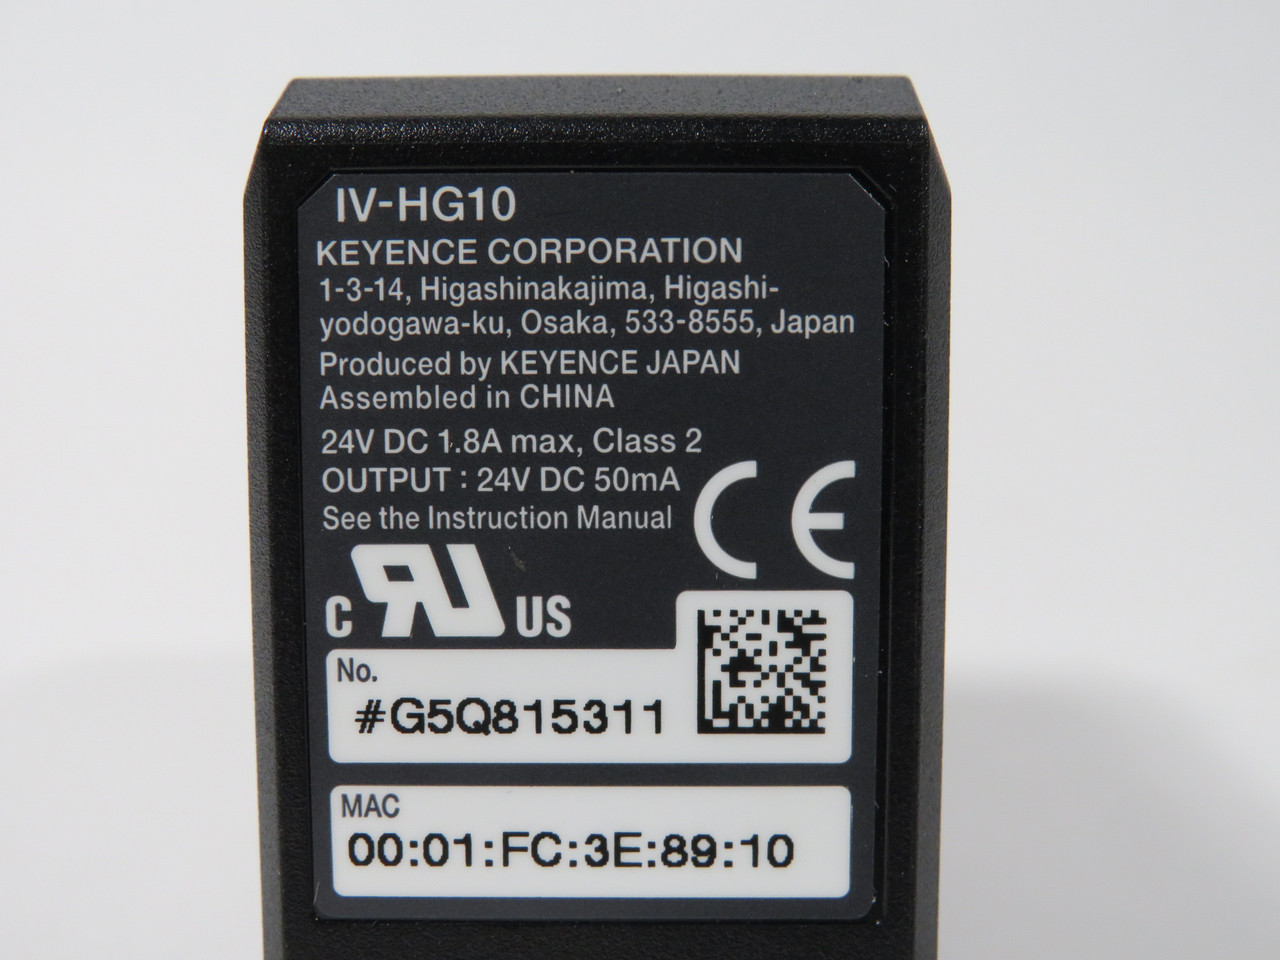 IV-HG10
KEYENCE CORPORATION
1-3-14, Higashinakajima, Higashi-
yodogawa-ku, Osaka, 533-8555, Japan
Produced by KEYENCE JAPAN
Assembled in CHINA
24V DC 1.8A max, Class 2
OUTPUT : 24V DC 50mA
See the Instruction Manual
CE
c RU US
No.
#G5Q815311
MAC
00:01:FC:3E:89:10